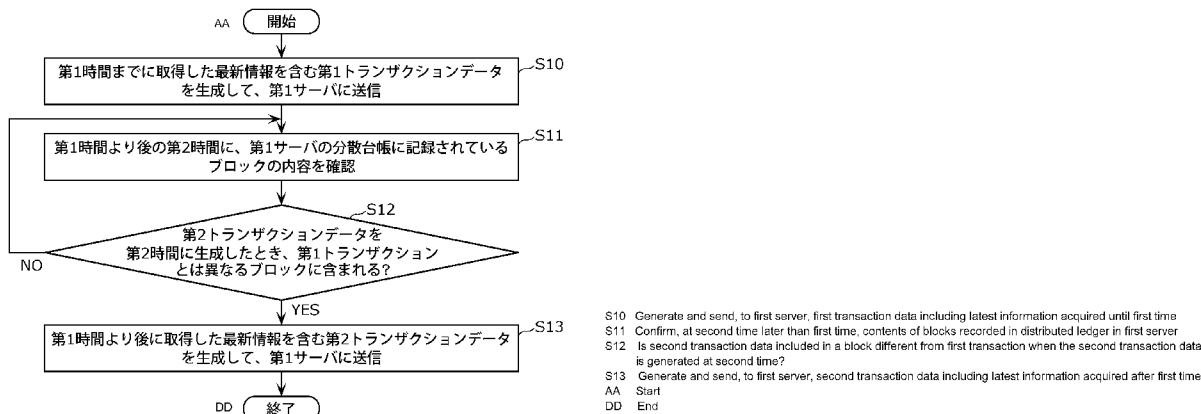 AA 開始
第1時間までに取得した最新情報を含む第1トランザクションデータ
を生成して、第1サーバに送信
S10
第1時間より後の第2時間に、第1サーバの分散台帳に記録されている
ブロックの内容を確認
S11
S12
第2トランザクションデータを
第2時間に生成したとき、第1トランザクション
とは異なるブロックに含まれる?
NO
YES
第1時間より後に取得した最新情報を含む第2トランザクションデータ
を生成して、第1サーバに送信
S13
DD 終了
S10 Generate and send, to first server, first transaction data including latest information acquired until first time
S11 Confirm, at second time later than first time, contents of blocks recorded in distributed ledger in first server
S12 Is second transaction data included in a block different from first transaction when the second transaction data
is generated at second time?
S13 Generate and send, to first server, second transaction data including latest information acquired after first time
AA Start
DD End